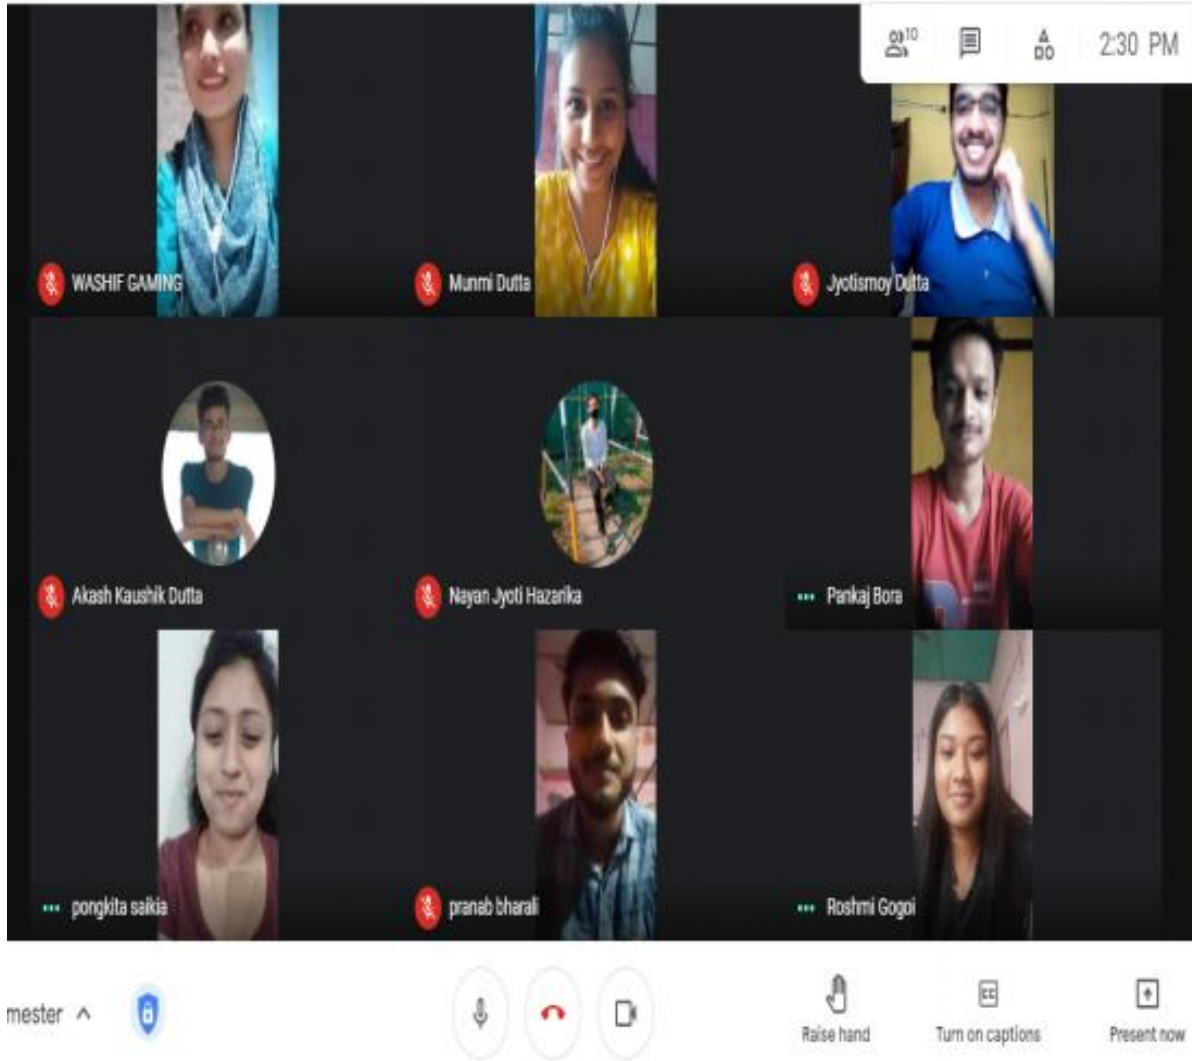 10
2:30 PM
WASHIF GAMING
Munmi Dutta
Jyotismoy Dutta
Akash Kaushik Dutta
Nayan Jyoti Hazarika
Pankaj Bora
pongkita saikia
pranab bharali
Roshmi Gogoi
mester
CC
Raise hand
Turn on captions
Present now